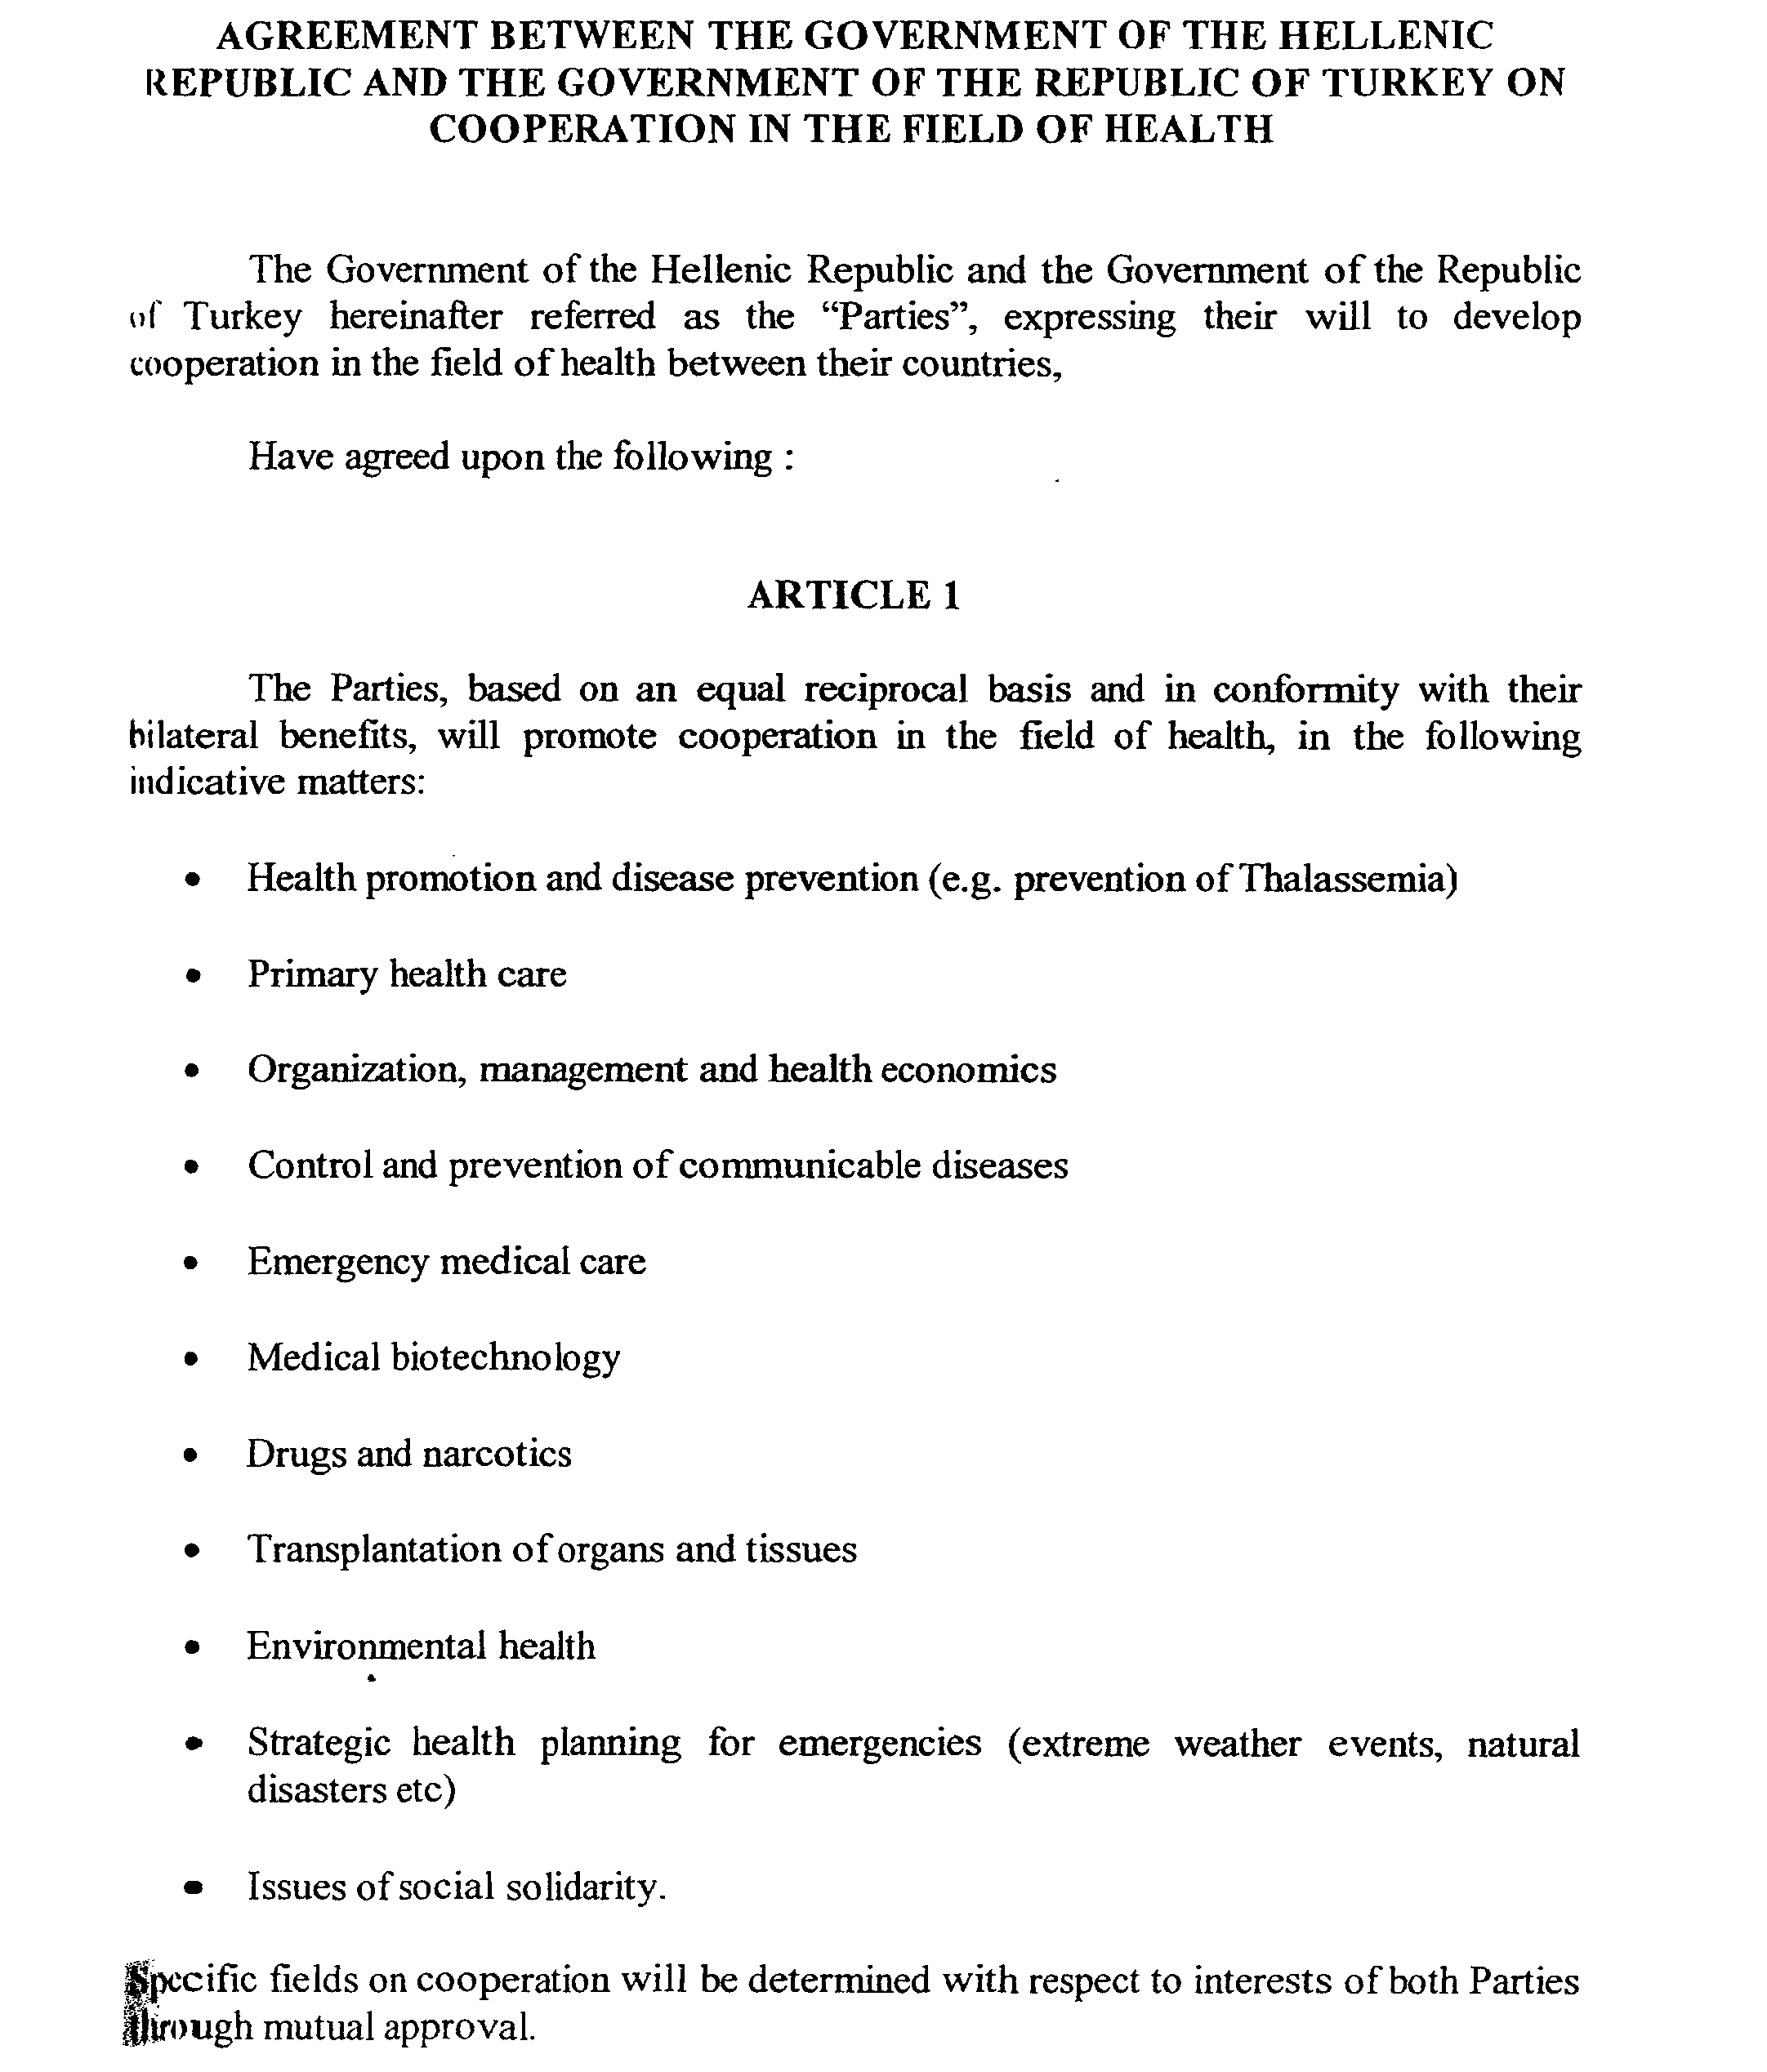 AGREEMENT BETWEEN THE GOVERNMENT OF THE HELLENIC
REPUBLIC AND THE GOVERNMENT OF THE REPUBLIC OF TURKEY ON
COOPERATION IN THE FIELD OF HEALTH
The Government of the Hellenic Republic and the Government of the Republic
of Turkey hereinafter referred as the “Parties”, expressing their will to develop
cooperation in the field of health between their countries,
Have agreed upon the following :
ARTICLE 1
The Parties, based on an equal reciprocal basis and in conformity with their
bilateral benefits, will promote cooperation in the field of health, in the following
indicative matters:
• Health promotion and disease prevention (e.g. prevention of Thalassemia)
• Primary health care
• Organization, management and health economics
• Control and prevention of communicable diseases
• Emergency medical care
• Medical biotechnology
• Drugs and narcotics
• Transplantation of organs and tissues
• Environmental health
• Strategic health planning for emergencies (extreme weather events, natural
disasters etc)
• Issues of social solidarity.
Specific fields on cooperation will be determined with respect to interests of both Parties
through mutual approval.